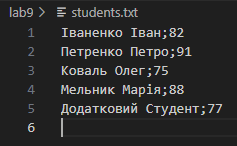 lab9 > students.txt
1 Іваненко Іван;82
2 Петренко Петро;91
3 Коваль Олег;75
4 Мельник Марія;88
5 Додатковий Студент;77
6